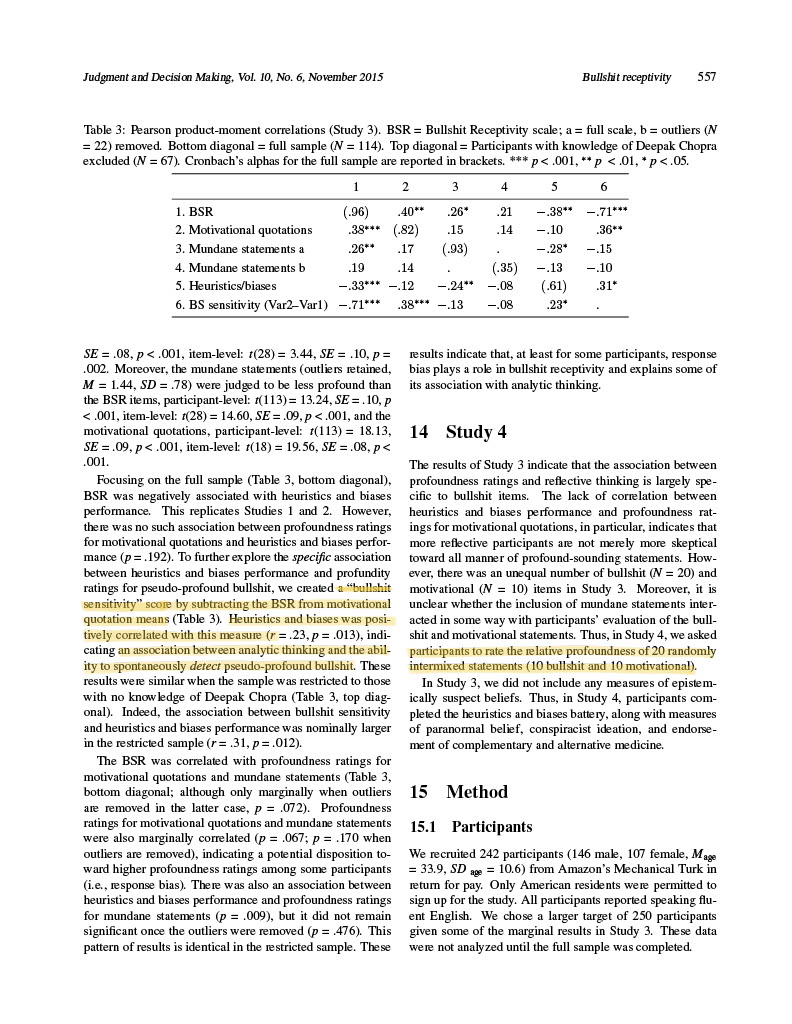 Judgment and Decision Making, Vol. 10, No. 6, November 2015 Bullshit receptivity 557
Table 3: Pearson product-moment correlations (Study 3). BSR = Bullshit Receptivity scale; a = full scale, b = outliers (N
= 22) removed. Bottom diagonal = full sample (N = 114). Top diagonal = Participants with knowledge of Deepak Chopra
excluded (N = 67). Cronbach's alphas for the full sample are reported in brackets. *** p < .001, ** p < .01, * p < .05.
1 2 3 4 5 6
1. BSR (.96) .40** .26* .21 −.38** −.71***
2. Motivational quotations .38*** (.82) .15 .14 −.10 .36**
3. Mundane statements a .26** .17 (.93) . −.28* −.15
4. Mundane statements b .19 .14 . (.35) −.13 −.10
5. Heuristics/biases −.33*** −.12 −.24** −.08 (.61) .31*
6. BS sensitivity (Var2–Var1) −.71*** .38*** −.13 −.08 .23* .
SE = .08, p < .001, item-level: t(28) = 3.44, SE = .10, p =
.002. Moreover, the mundane statements (outliers retained,
M = 1.44, SD = .78) were judged to be less profound than
the BSR items, participant-level: t(113) = 13.24, SE = .10, p
< .001, item-level: t(28) = 14.60, SE = .09, p < .001, and the
motivational quotations, participant-level: t(113) = 18.13,
SE = .09, p < .001, item-level: t(18) = 19.56, SE = .08, p <
.001.
Focusing on the full sample (Table 3, bottom diagonal),
BSR was negatively associated with heuristics and biases
performance. This replicates Studies 1 and 2. However,
there was no such association between profoundness ratings
for motivational quotations and heuristics and biases perfor-
mance (p = .192). To further explore the specific association
between heuristics and biases performance and profundity
ratings for pseudo-profound bullshit, we created a “bullshit
sensitivity” score by subtracting the BSR from motivational
quotation means (Table 3). Heuristics and biases was posi-
tively correlated with this measure (r = .23, p = .013), indi-
cating an association between analytic thinking and the abil-
ity to spontaneously detect pseudo-profound bullshit. These
results were similar when the sample was restricted to those
with no knowledge of Deepak Chopra (Table 3, top diag-
onal). Indeed, the association between bullshit sensitivity
and heuristics and biases performance was nominally larger
in the restricted sample (r = .31, p = .012).
The BSR was correlated with profoundness ratings for
motivational quotations and mundane statements (Table 3,
bottom diagonal; although only marginally when outliers
are removed in the latter case, p = .072). Profoundness
ratings for motivational quotations and mundane statements
were also marginally correlated (p = .067; p = .170 when
outliers are removed), indicating a potential disposition to-
ward higher profoundness ratings among some participants
(i.e., response bias). There was also an association between
heuristics and biases performance and profoundness ratings
for mundane statements (p = .009), but it did not remain
significant once the outliers were removed (p = .476). This
pattern of results is identical in the restricted sample. These
results indicate that, at least for some participants, response
bias plays a role in bullshit receptivity and explains some of
its association with analytic thinking.
14 Study 4
The results of Study 3 indicate that the association between
profoundness ratings and reflective thinking is largely spe-
cific to bullshit items. The lack of correlation between
heuristics and biases performance and profoundness rat-
ings for motivational quotations, in particular, indicates that
more reflective participants are not merely more skeptical
toward all manner of profound-sounding statements. How-
ever, there was an unequal number of bullshit (N = 20) and
motivational (N = 10) items in Study 3. Moreover, it is
unclear whether the inclusion of mundane statements inter-
acted in some way with participants' evaluation of the bull-
shit and motivational statements. Thus, in Study 4, we asked
participants to rate the relative profoundness of 20 randomly
intermixed statements (10 bullshit and 10 motivational).
In Study 3, we did not include any measures of epistem-
ically suspect beliefs. Thus, in Study 4, participants com-
pleted the heuristics and biases battery, along with measures
of paranormal belief, conspiracist ideation, and endorse-
ment of complementary and alternative medicine.
15 Method
15.1 Participants
We recruited 242 participants (146 male, 107 female, M age
= 33.9, SD age = 10.6) from Amazon's Mechanical Turk in
return for pay. Only American residents were permitted to
sign up for the study. All participants reported speaking flu-
ent English. We chose a larger target of 250 participants
given some of the marginal results in Study 3. These data
were not analyzed until the full sample was completed.